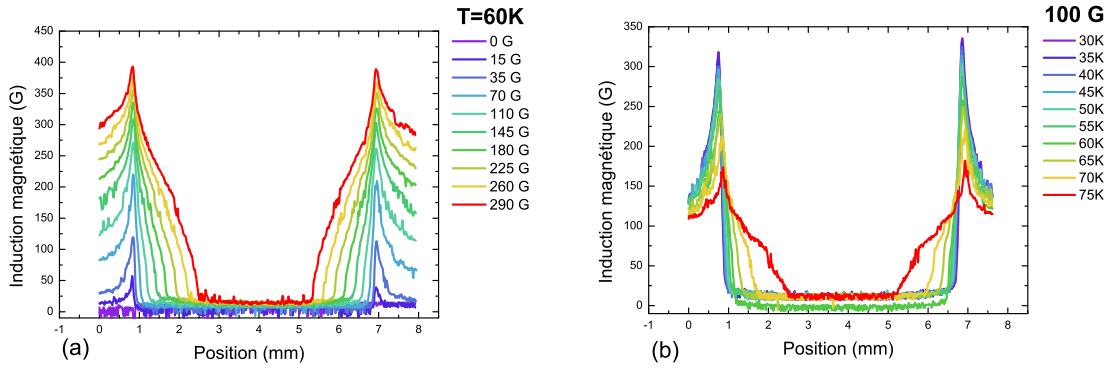 T=60K
450
400
350
300
250
200
150
100
50
0
Induction magnétique (G)
-1 0 1 2 3 4 5 6 7 8
Position (mm)
(a)
0 G
15 G
35 G
70 G
110 G
145 G
180 G
225 G
260 G
290 G
100 G
350
300
250
200
150
100
50
0
Induction magnétique (G)
-1 0 1 2 3 4 5 6 7 8
Position (mm)
(b)
30K
35K
40K
45K
50K
55K
60K
65K
70K
75K